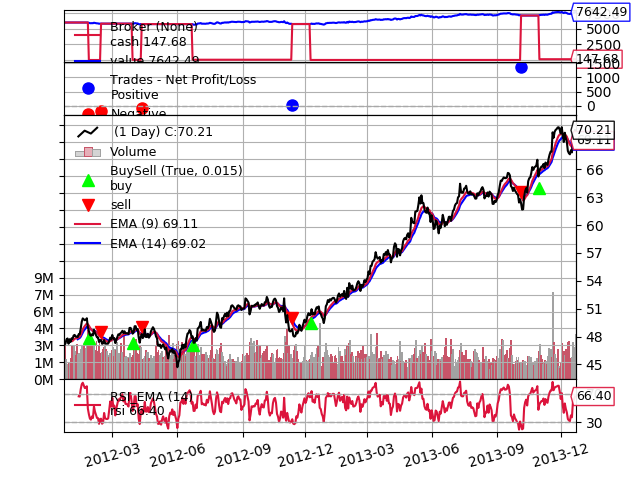 Broker (None)
cash 147.68
value 7642.49
7642.49
5000
2500
147.68
Trades - Net Profit/Loss
Positive
Negative
1500
1000
500
0
(1 Day) C:70.21
Volume
BuySell (True, 0.015)
buy
sell
EMA (9) 69.11
EMA (14) 69.02
70.21
69.11
66
63
60
57
54
51
48
45
9M
7M
6M
4M
3M
1M
0M
RSI_EMA (14)
rsi 66.40
66.40
30
2012-03
2012-06
2012-09
2012-12
2013-03
2013-06
2013-09
2013-12